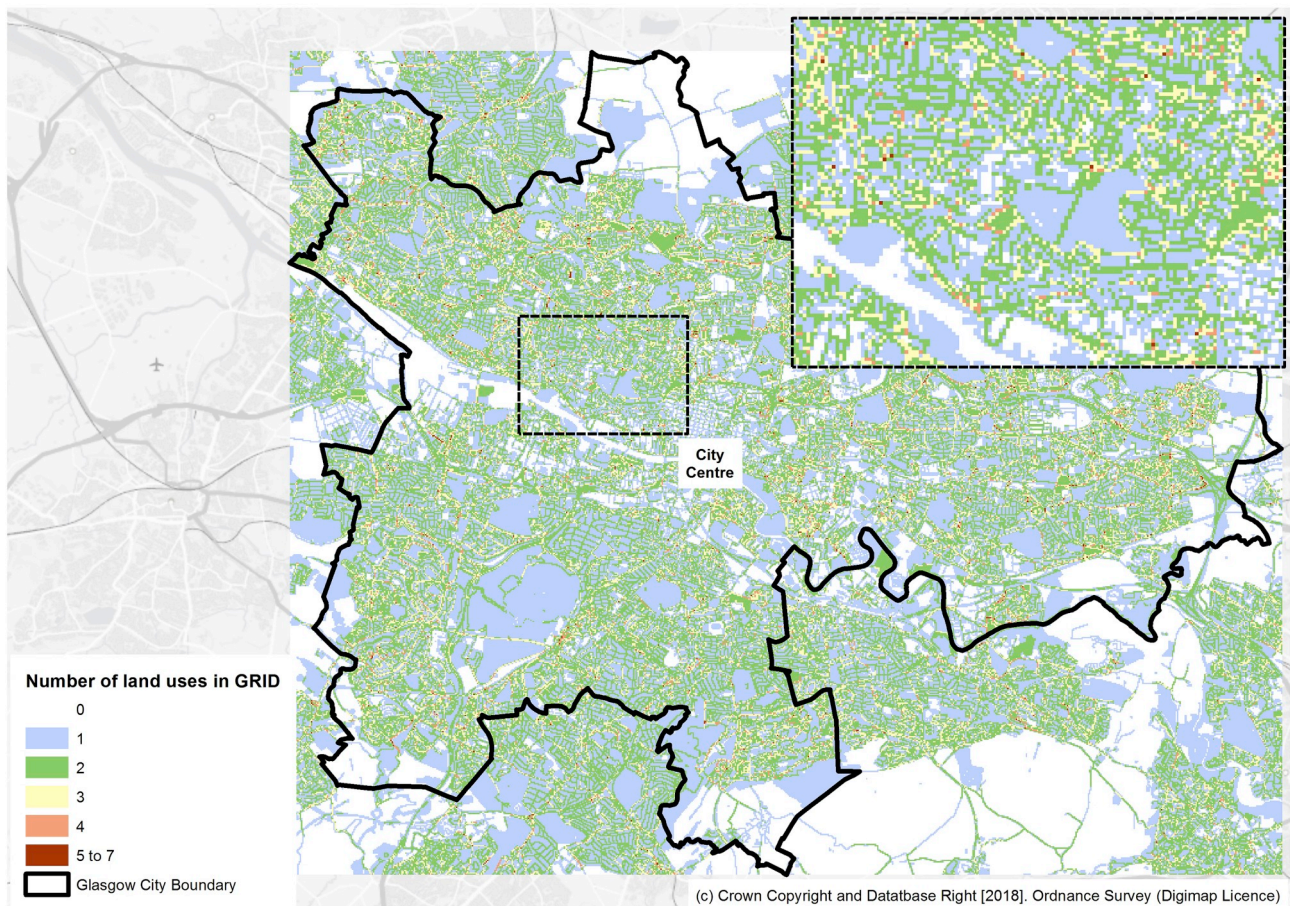 City
Centre
Number of land uses in GRID
0
1
2
3
4
5 to 7
Glasgow City Boundary
(c) Crown Copyright and Datatbase Right [2018]. Ordnance Survey (Digimap Licence)